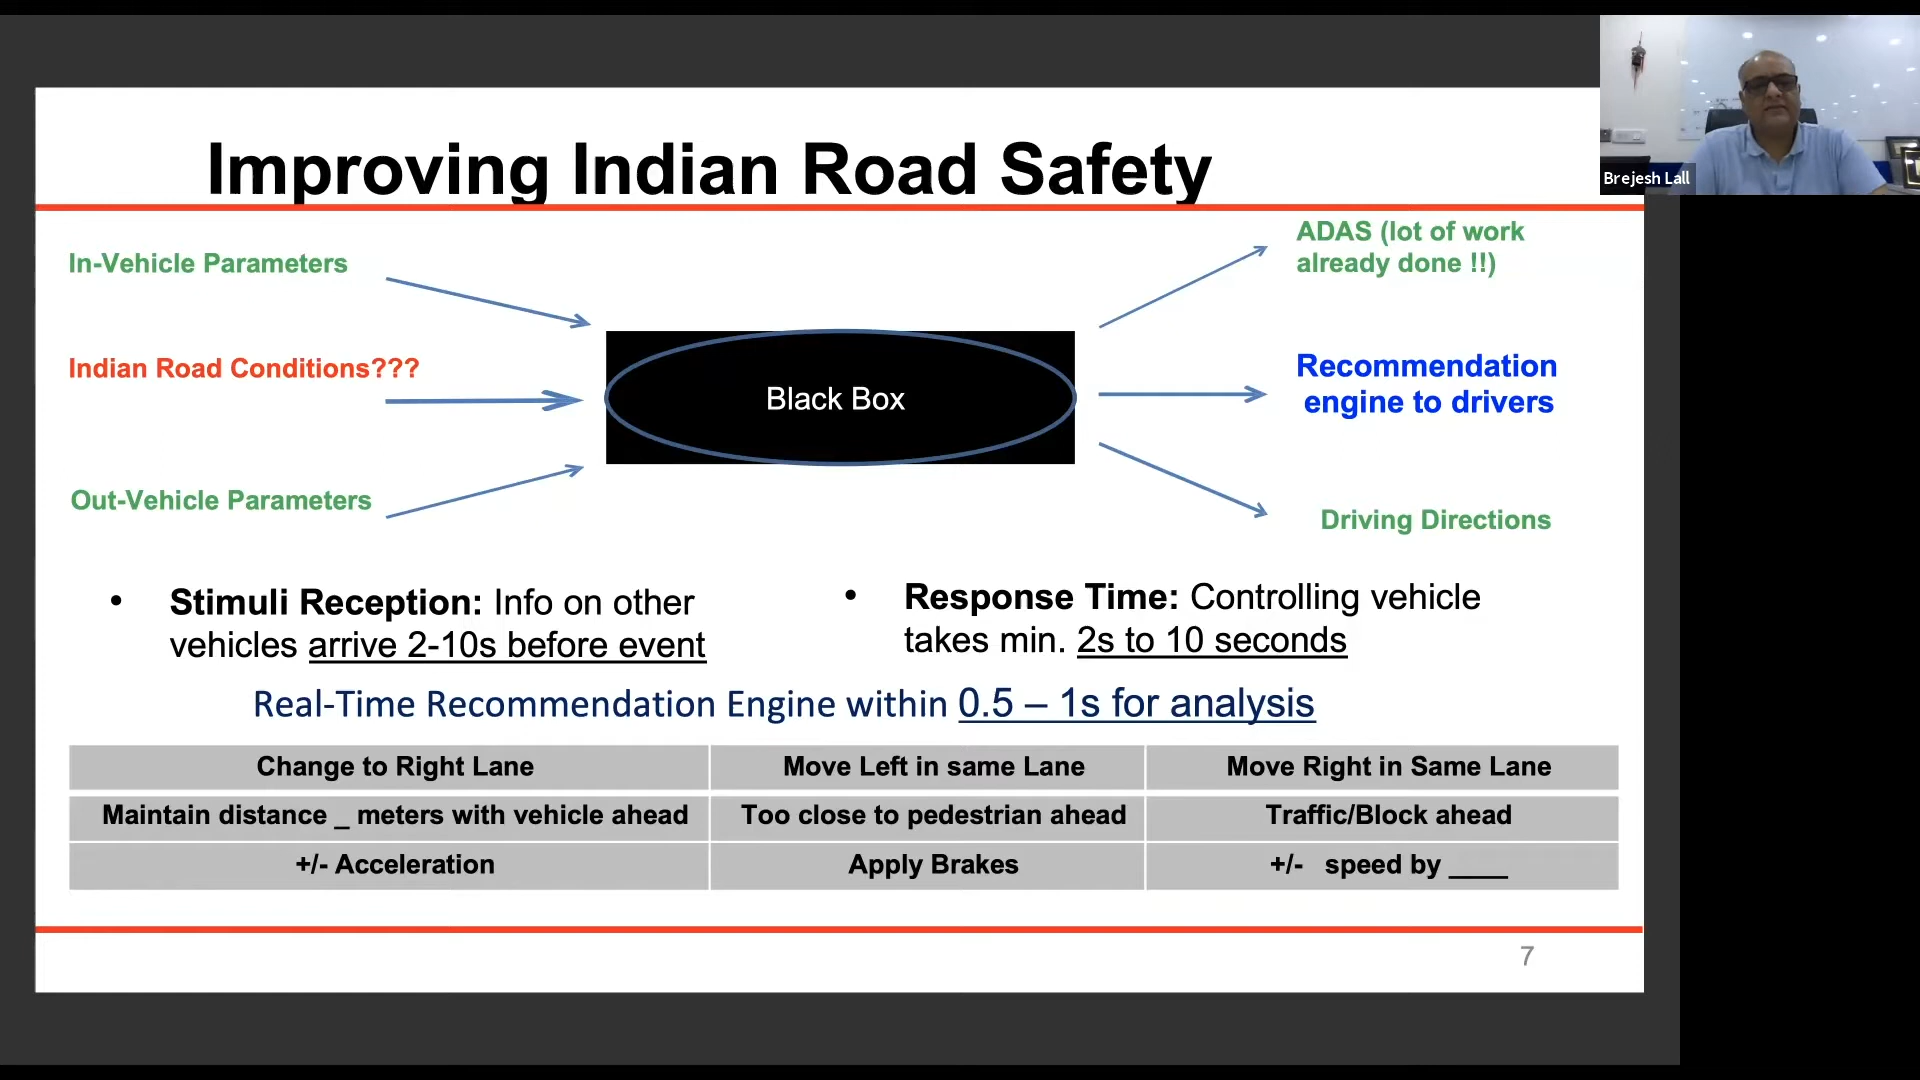 Improving Indian Road Safety
Brejesh Lall
In-Vehicle Parameters
Indian Road Conditions???
Out-Vehicle Parameters
Black Box
ADAS (lot of work
already done !!)
Recommendation
engine to drivers
Driving Directions
• Stimuli Reception: Info on other
vehicles arrive 2-10s before event
• Response Time: Controlling vehicle
takes min. 2s to 10 seconds
Real-Time Recommendation Engine within 0.5 – 1s for analysis
Change to Right Lane Move Left in same Lane Move Right in Same Lane
Maintain distance _ meters with vehicle ahead Too close to pedestrian ahead Traffic/Block ahead
+/- Acceleration Apply Brakes +/- speed by ____
7